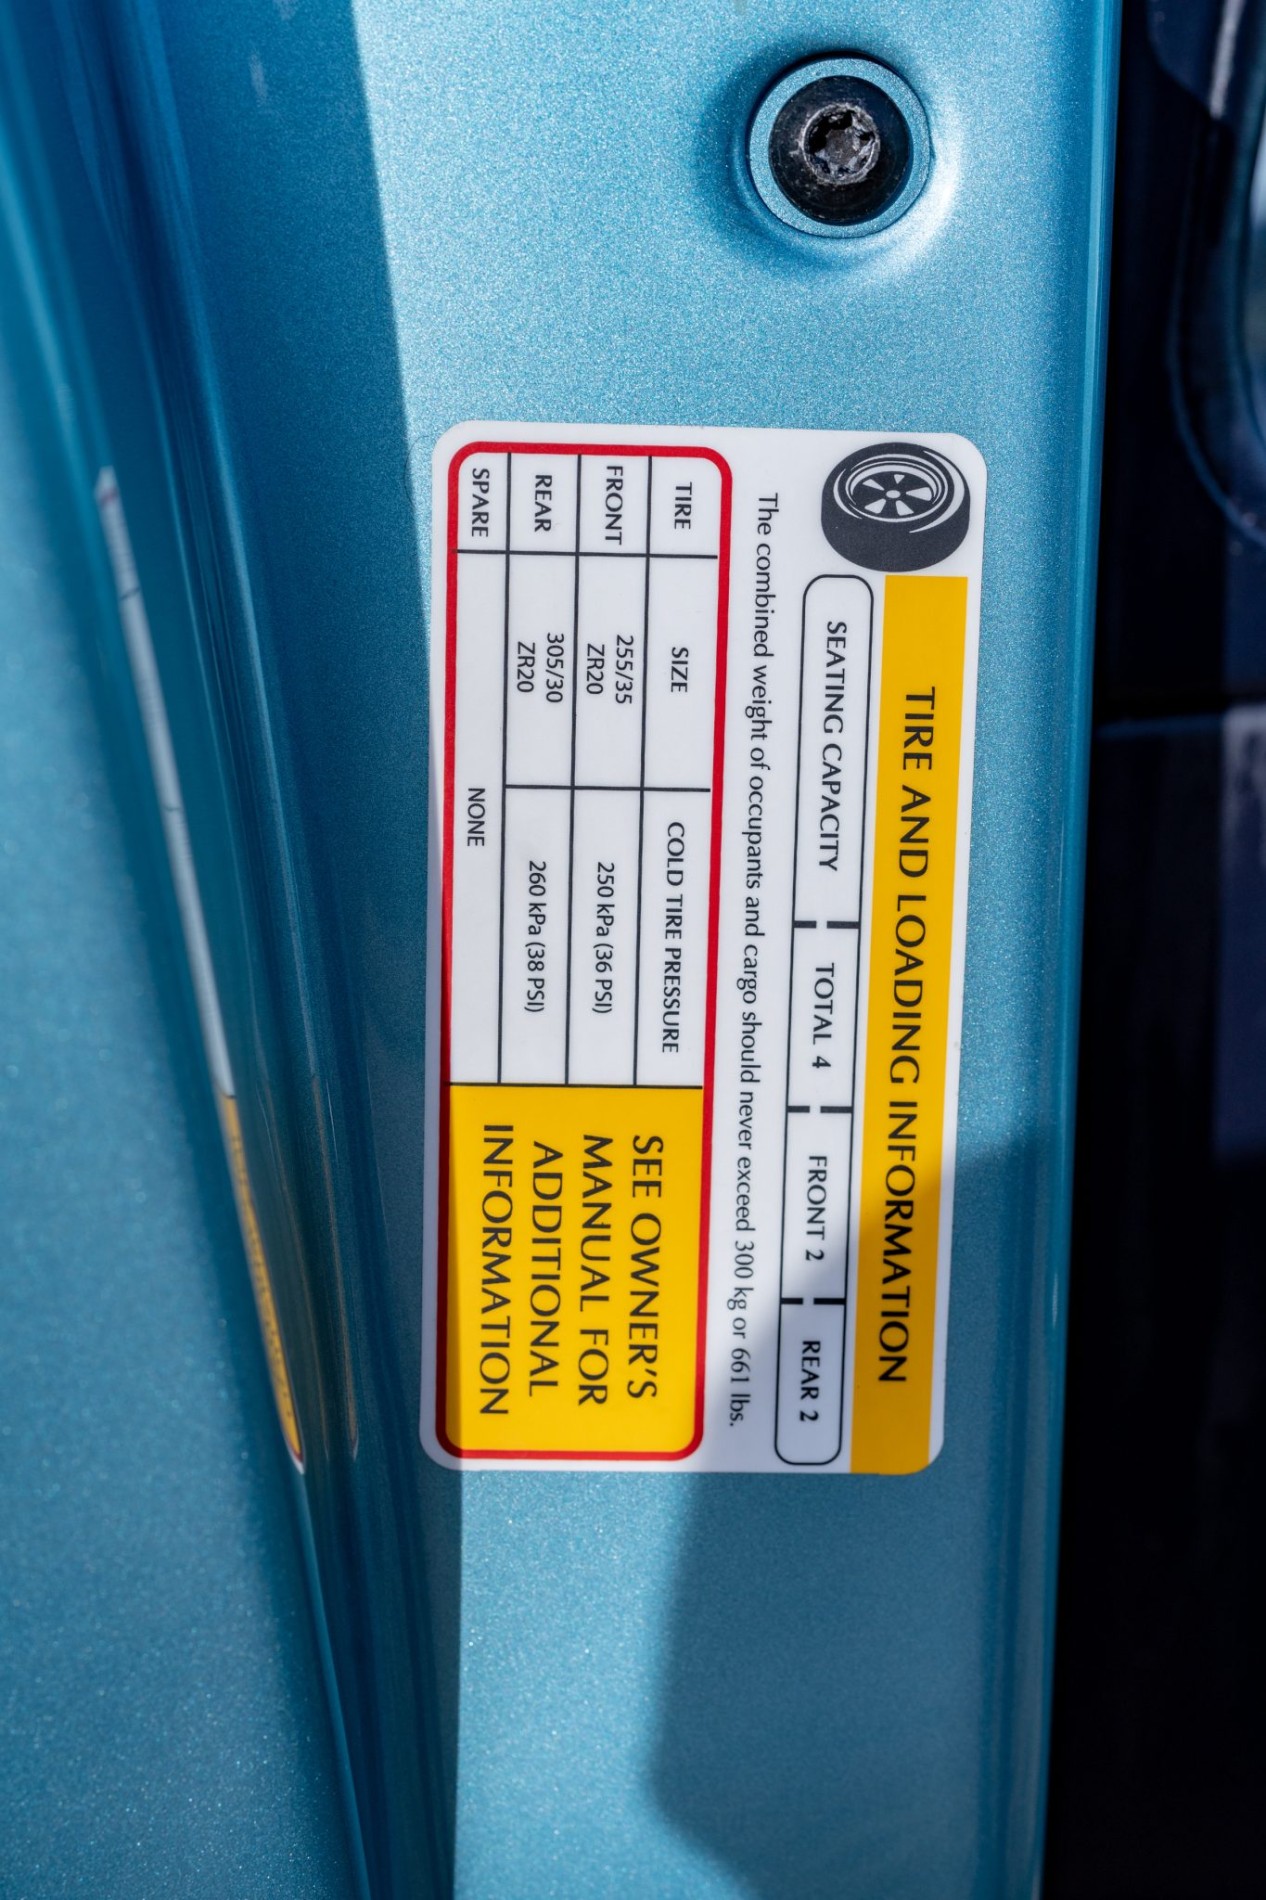 TIRE AND LOADING INFORMATION
SEATING CAPACITY TOTAL 4 FRONT 2 REAR 2
The combined weight of occupants and cargo should never exceed 300 kg or 661 lbs.
TIRE SIZE COLD TIRE PRESSURE
FRONT 255/35 ZR20 250 kPa (36 PSI)
REAR 305/30 ZR20 260 kPa (38 PSI)
SPARE NONE
SEE OWNER'S
MANUAL FOR
ADDITIONAL
INFORMATION